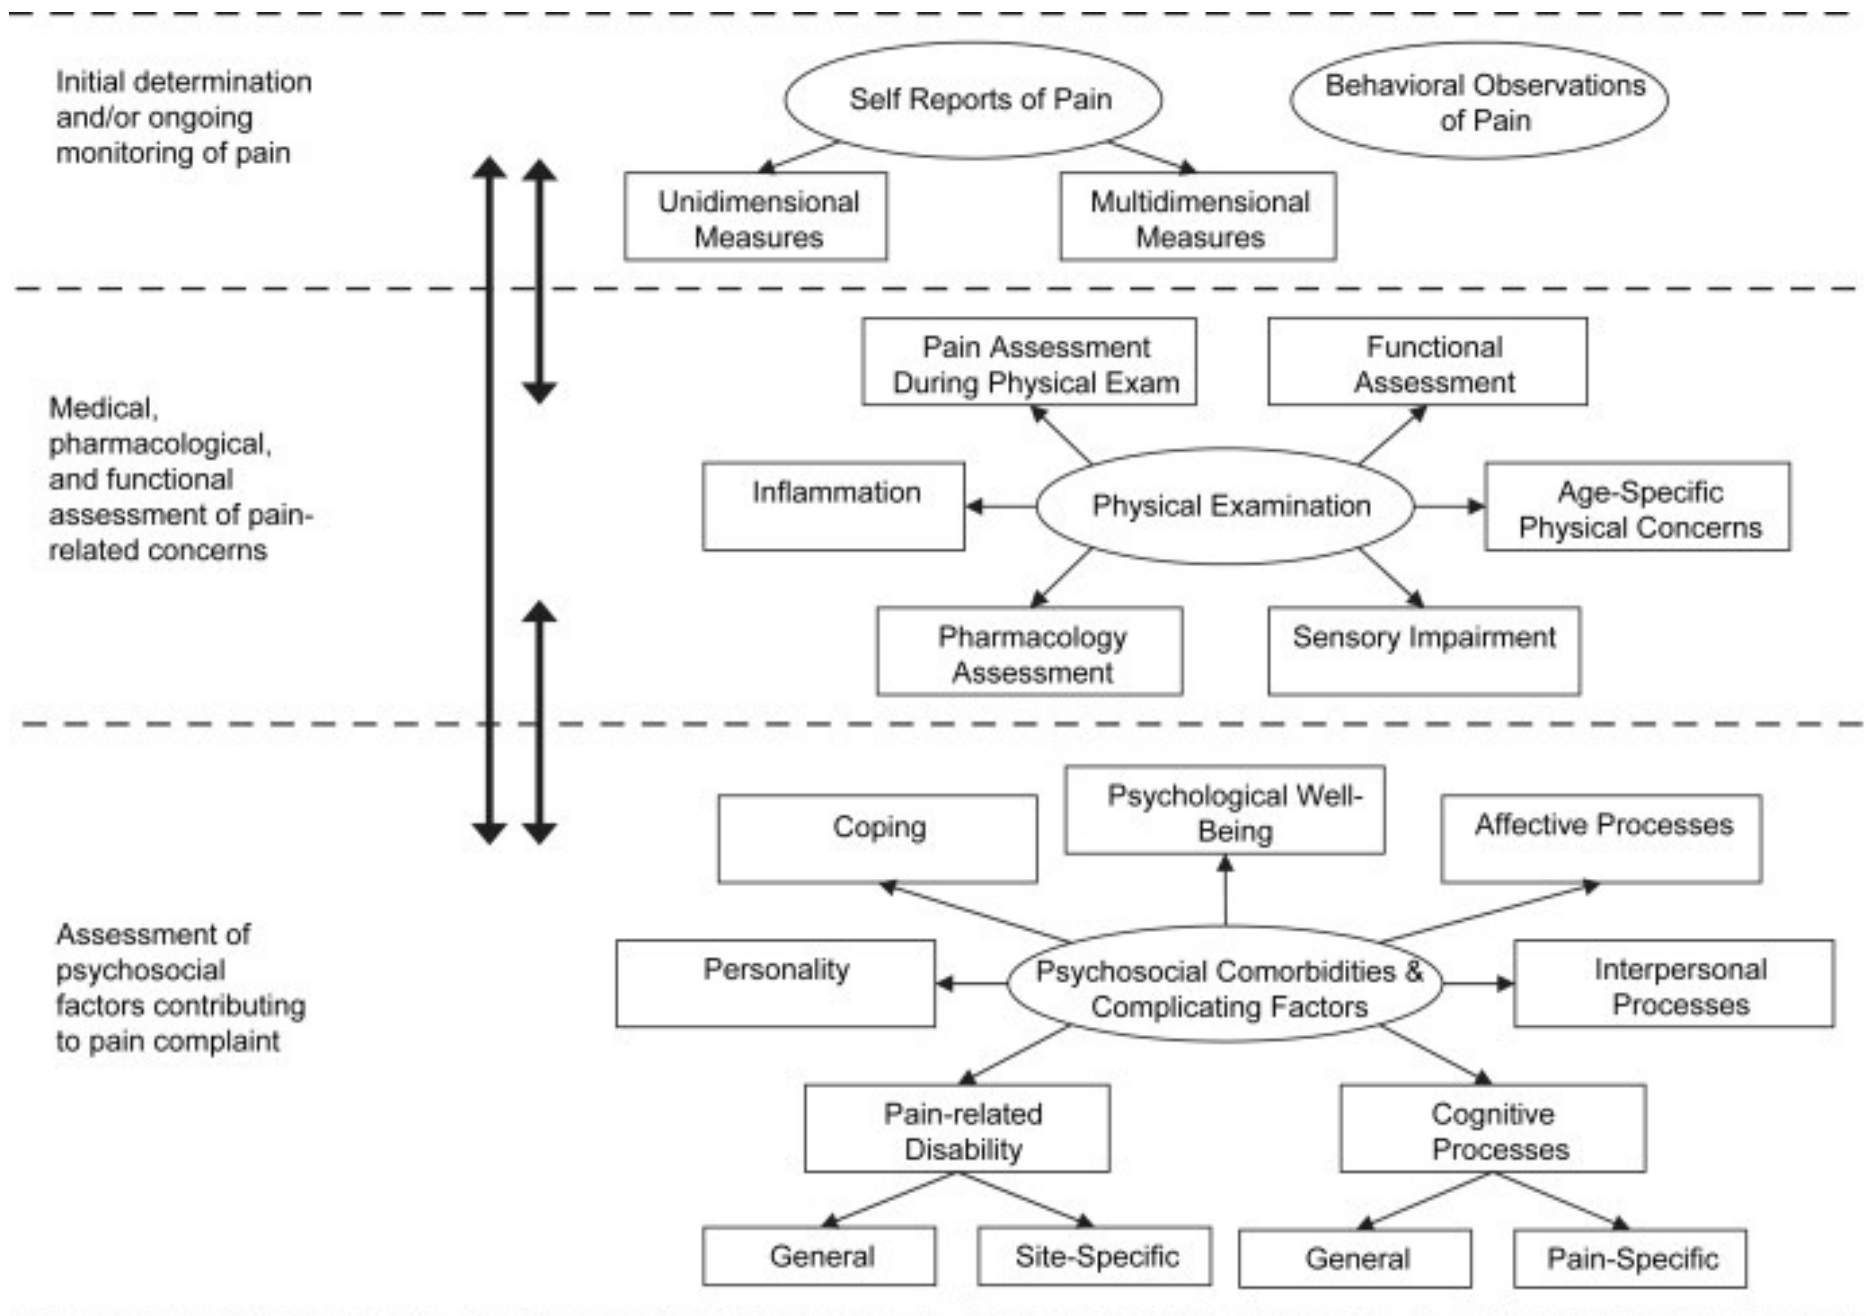 Initial determination
and/or ongoing
monitoring of pain
Self Reports of Pain
Behavioral Observations
of Pain
Unidimensional
Measures
Multidimensional
Measures
Medical,
pharmacological,
and functional
assessment of pain-
related concerns
Pain Assessment
During Physical Exam
Functional
Assessment
Inflammation
Physical Examination
Age-Specific
Physical Concerns
Pharmacology
Assessment
Sensory Impairment
Assessment of
psychosocial
factors contributing
to pain complaint
Coping
Psychological Well-
Being
Affective Processes
Personality
Psychosocial Comorbidities &
Complicating Factors
Interpersonal
Processes
Pain-related
Disability
Cognitive
Processes
General
Site-Specific
General
Pain-Specific